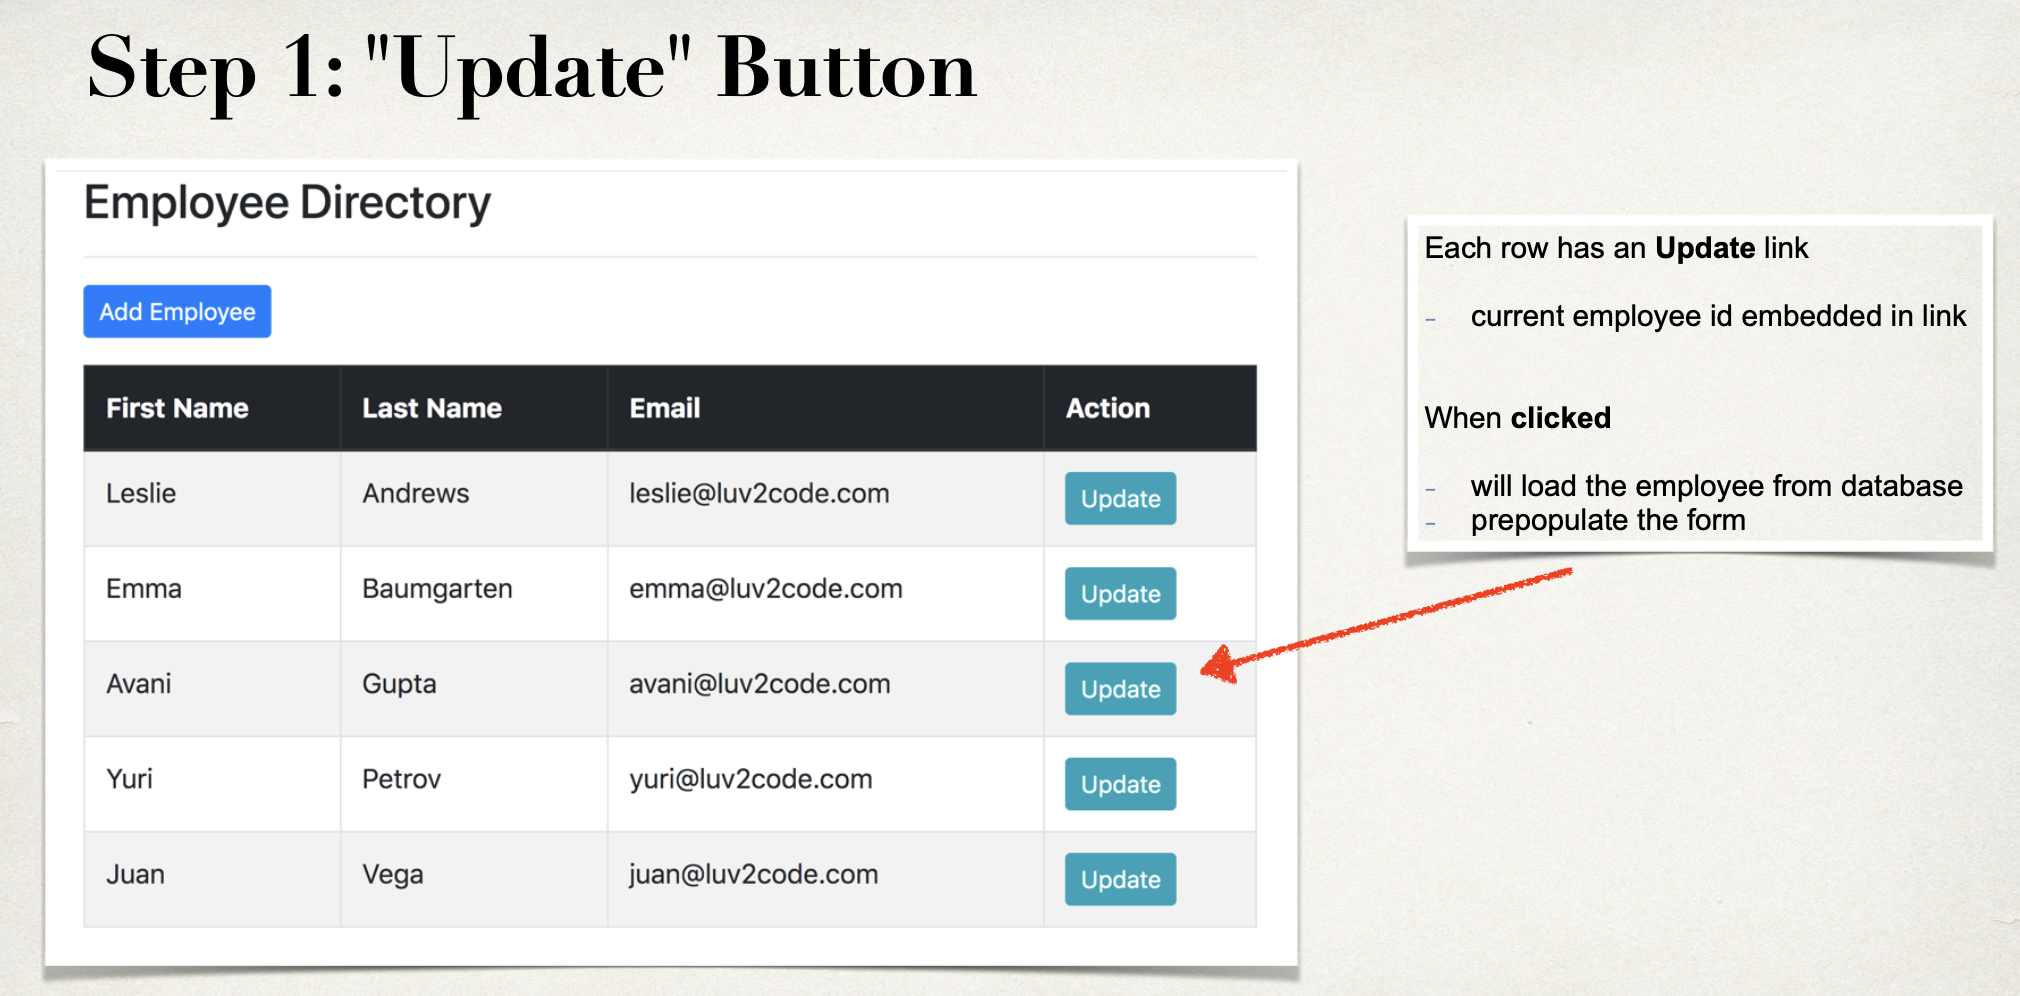 Step 1: "Update" Button
Employee Directory
Add Employee
First Name Last Name Email Action
Leslie Andrews leslie@luv2code.com Update
Emma Baumgarten emma@luv2code.com Update
Avani Gupta avani@luv2code.com Update
Yuri Petrov yuri@luv2code.com Update
Juan Vega juan@luv2code.com Update
Each row has an Update link
- current employee id embedded in link
When clicked
- will load the employee from database
- prepopulate the form